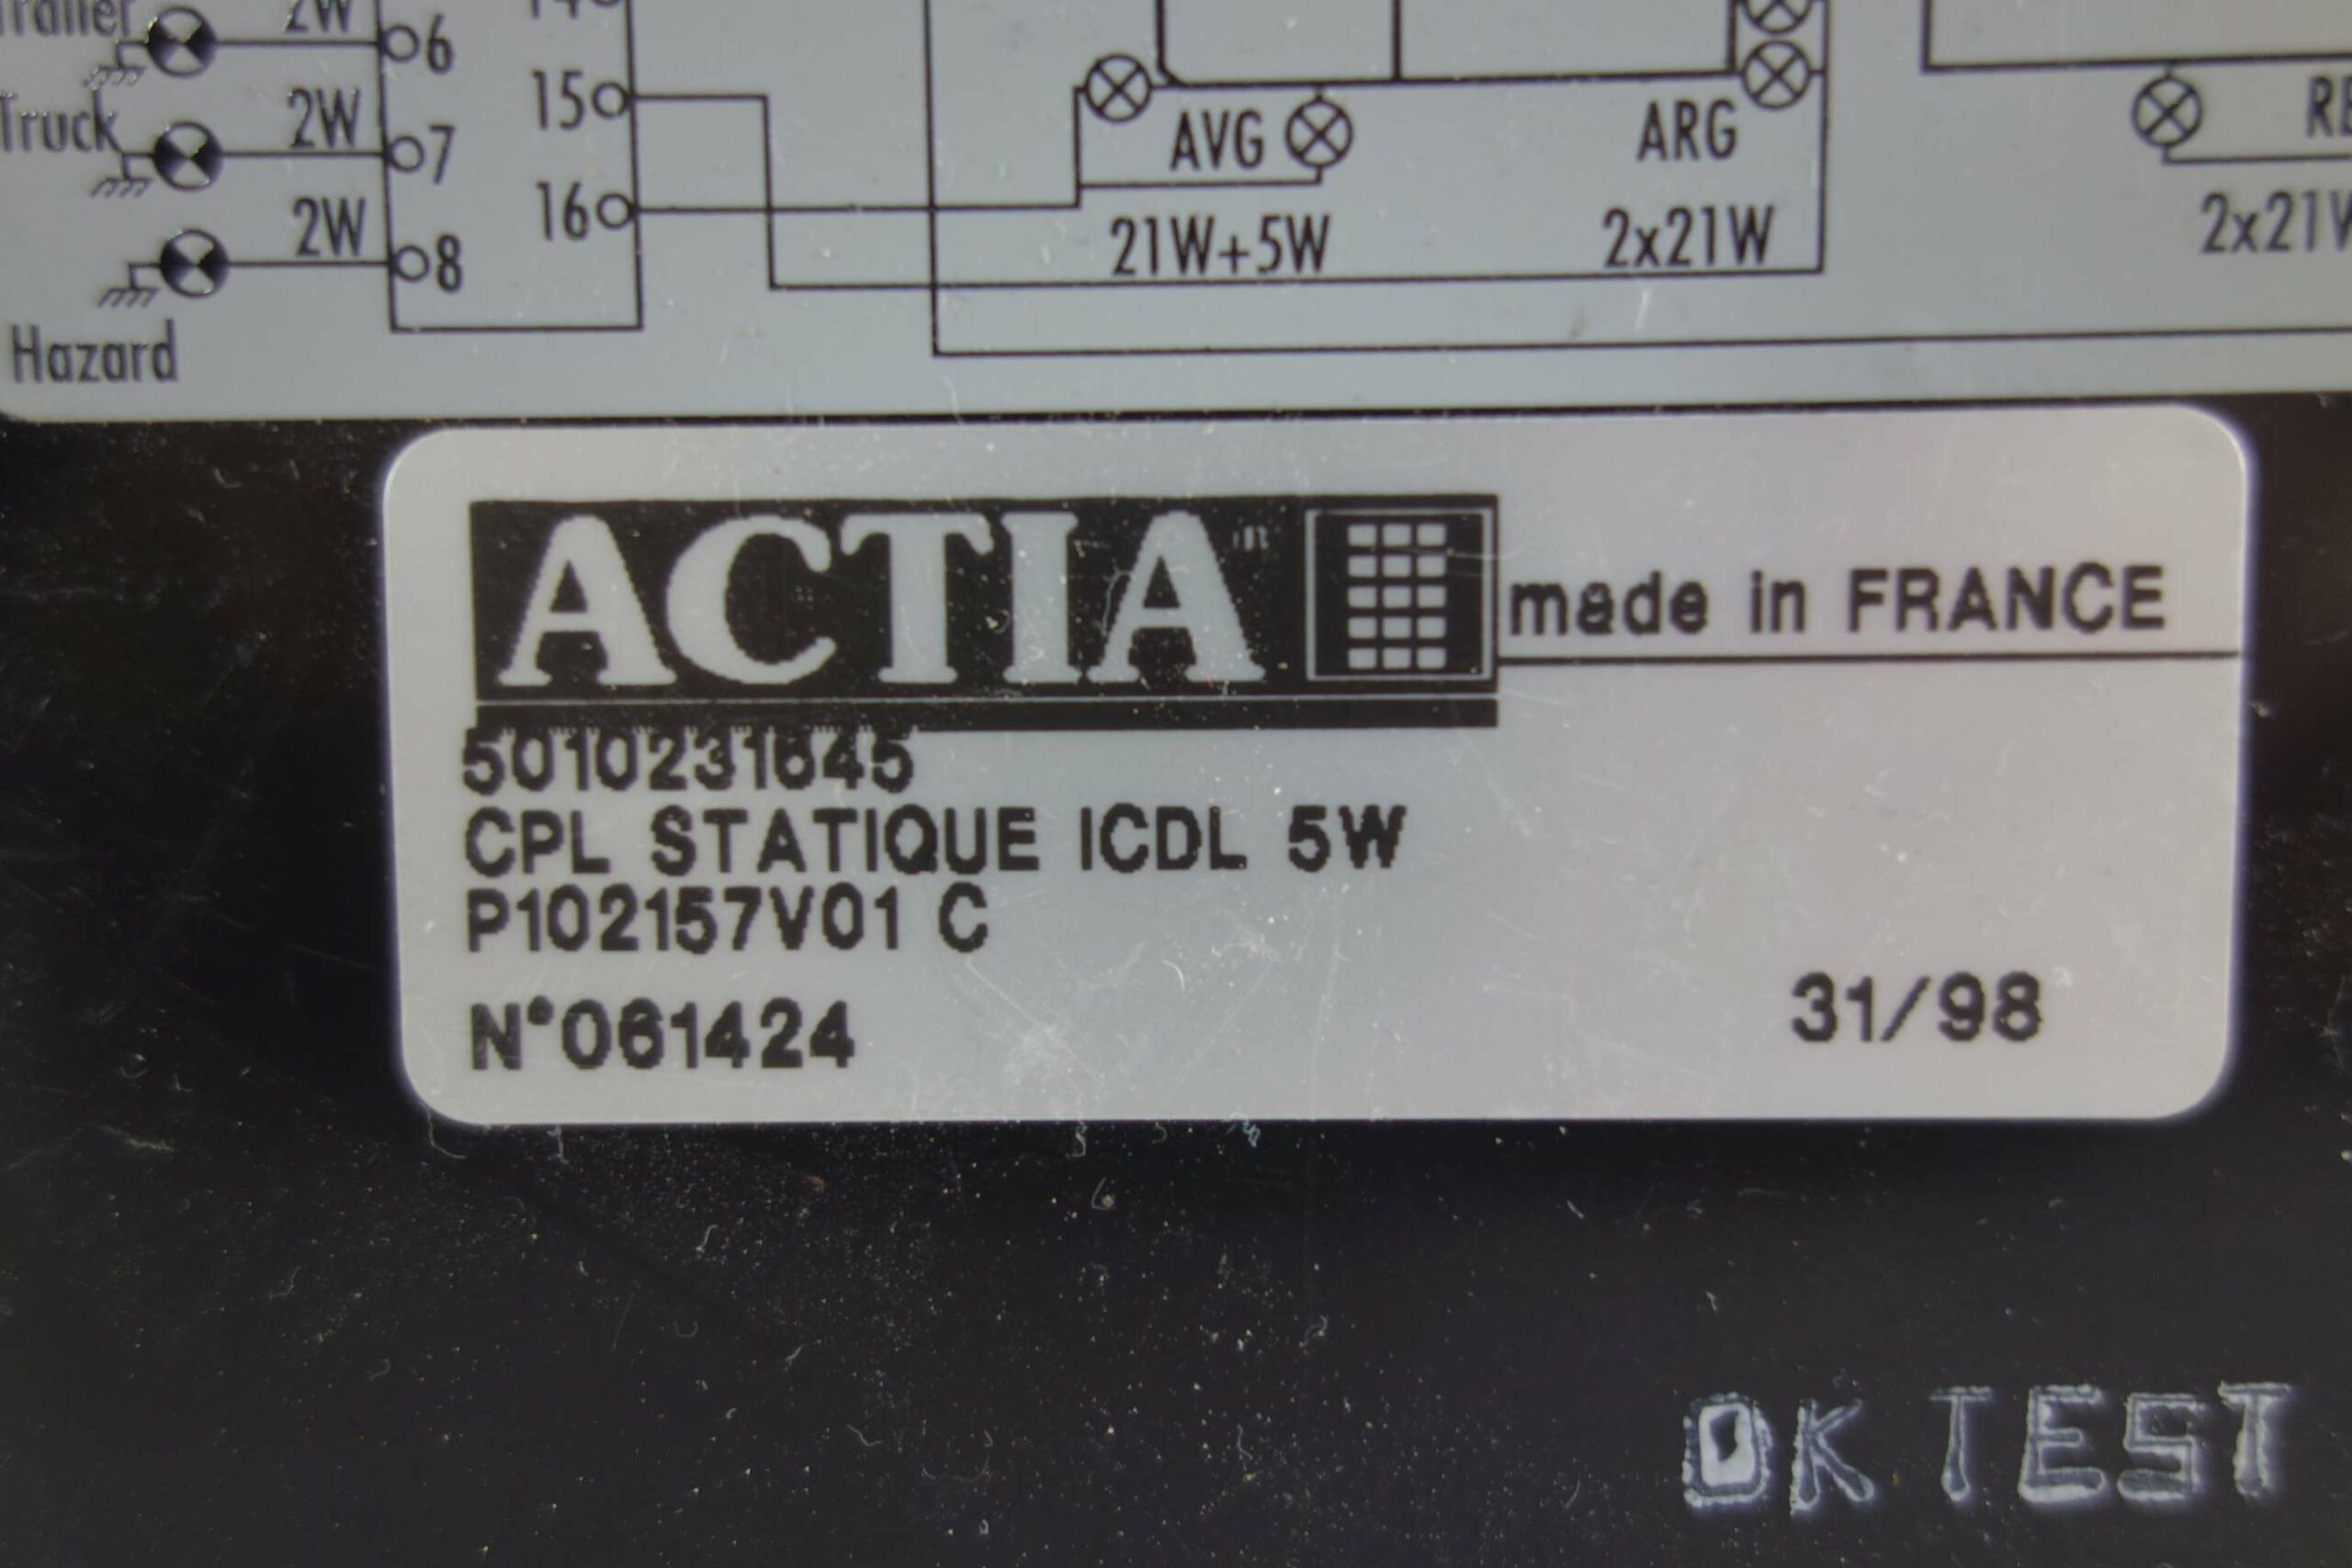 Trailer 2W 6 14
Truck 2W 7 15 AVG ARG
Hazard 2W 8 16 21W+5W 2x21W 2x21W
ACTIA made in FRANCE
5010231645
CPL STATIQUE ICDL 5W
P102157V01 C
N°061424 31/98
OK TEST